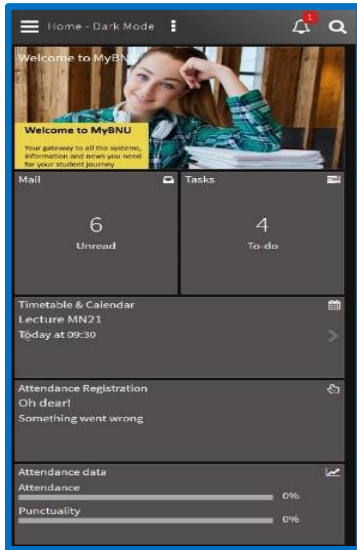 Home - Dark Mode
1
Welcome to MyBNU
Welcome to MyBNU
Your gateway to all the systems,
information and news you need
for your student journey
Mail
Tasks
6
Unread
4
To-do
Timetable & Calendar
Lecture MN21
Today at 09:30
Attendance Registration
Oh dear!
Something went wrong
Attendance data
Attendance
0%
Punctuality
0%